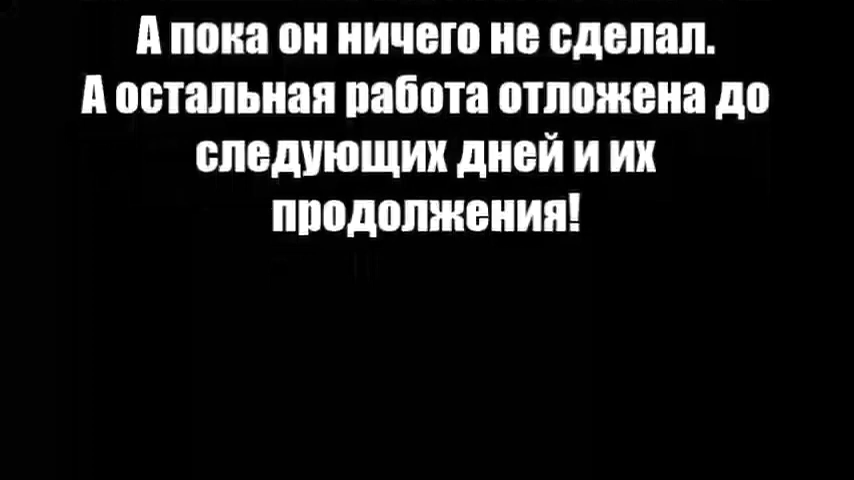 А пока он ничего не сделал.
А остальная работа отложена до
следующих дней и их
продолжения!